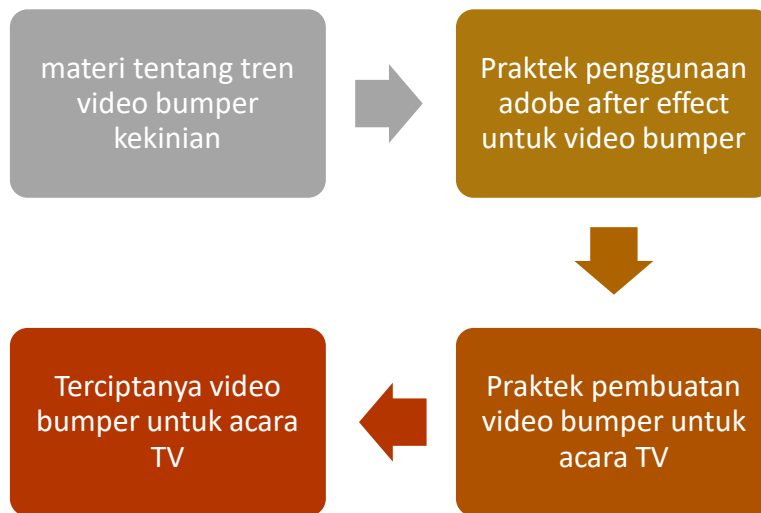 materi tentang tren
video bumper
kekinian
Praktek penggunaan
adobe after effect
untuk video bumper
Praktek pembuatan
video bumper untuk
acara TV
Terciptanya video
bumper untuk acara
TV